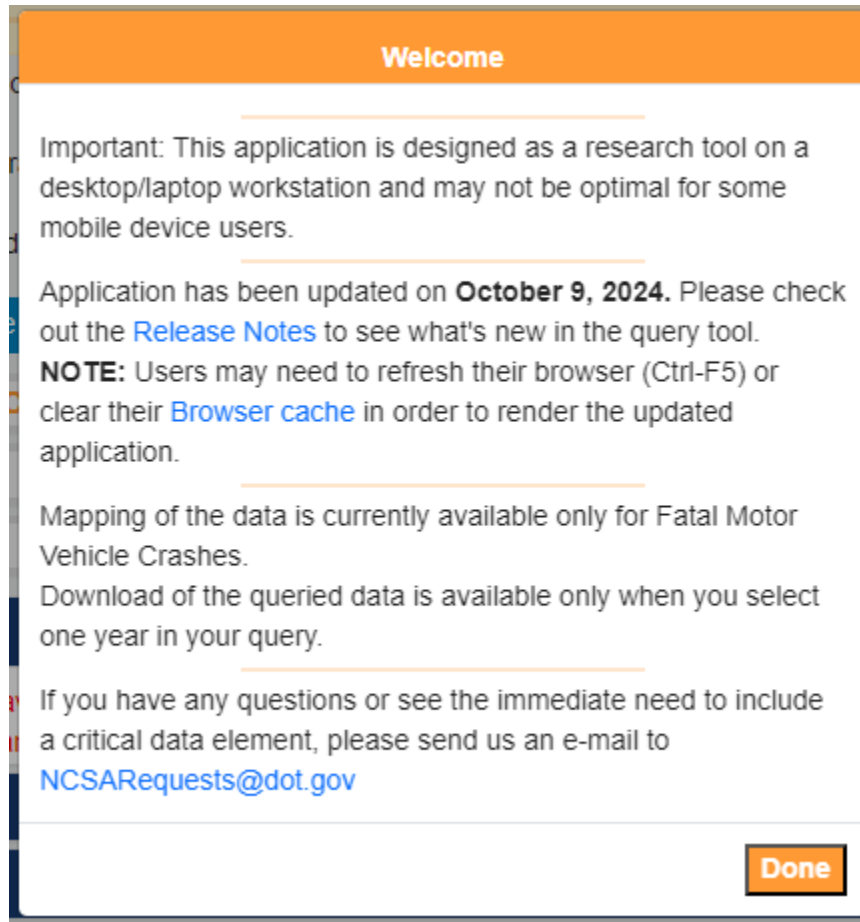 Welcome
Important: This application is designed as a research tool on a
desktop/laptop workstation and may not be optimal for some
mobile device users.
Application has been updated on October 9, 2024. Please check
out the Release Notes to see what's new in the query tool.
NOTE: Users may need to refresh their browser (Ctrl-F5) or
clear their Browser cache in order to render the updated
application.
Mapping of the data is currently available only for Fatal Motor
Vehicle Crashes.
Download of the queried data is available only when you select
one year in your query.
If you have any questions or see the immediate need to include
a critical data element, please send us an e-mail to
NCSARequests@dot.gov
Done